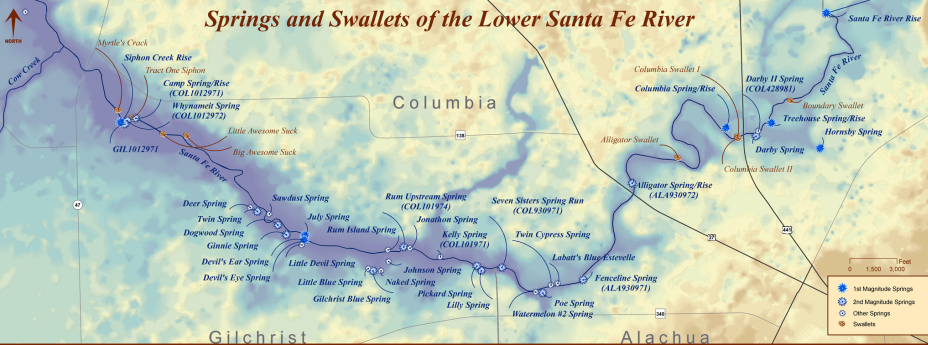 Springs and Swallets of the Lower Santa Fe River
NORTH
Cow Creek
Myrtle's Crack
Siphon Creek Rise
Tract One Siphon
Camp Spring/Rise
(COL1012971)
Whynameit Spring
(COL1012972)
GIL1012971
Little Awesome Suck
Big Awesome Suck
Santa Fe River
Columbia
138
47
Santa Fe River Rise
Santa Fe River
Columbia Swallet I
Columbia Spring/Rise
Darby II Spring
(COL428981)
Boundary Swallet
Treehouse Spring/Rise
Hornsby Spring
Darby Spring
Columbia Swallet II
Alligator Swallet
Alligator Spring/Rise
(ALA930972)
Deer Spring
Sawdust Spring
Twin Spring
July Spring
Dogwood Spring
Ginnie Spring
Devil's Ear Spring
Devil's Eye Spring
Rum Island Spring
Rum Upstream Spring
(COL101974)
Jonathon Spring
Kelly Spring
(COL101971)
Seven Sisters Spring Run
(COL930971)
Twin Cypress Spring
Labatt's Blue Estevelle
Little Devil Spring
Little Blue Spring
Gilchrist Blue Spring
Naked Spring
Johnson Spring
Pickard Spring
Lilly Spring
Fenceline Spring
(ALA930971)
Poe Spring
Watermelon #2 Spring
27
441
340
Gilchrist
Alachua
Feet
0 1,500 3,000
1st Magnitude Springs
2nd Magnitude Springs
Other Springs
Swallets